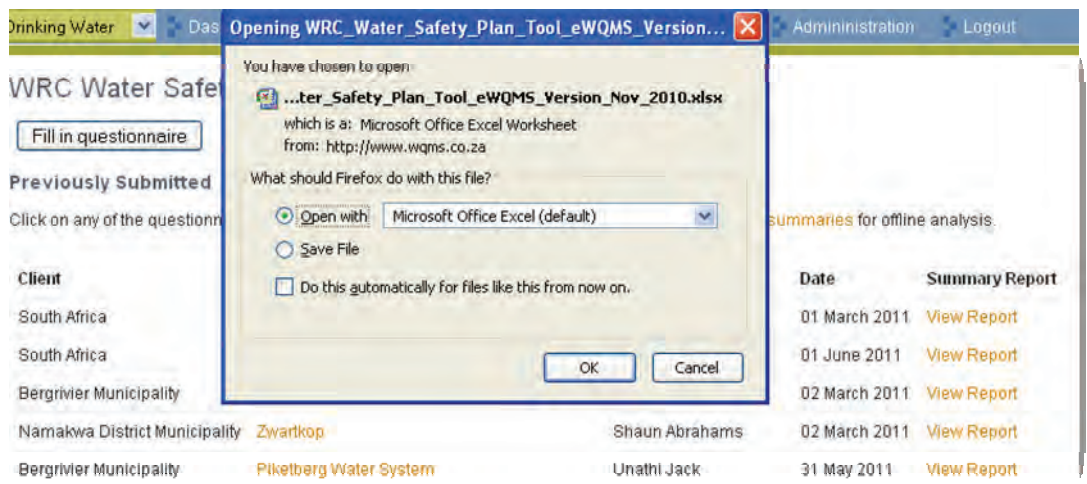 Drinking Water Das Admininistration Logout
Opening WRC_Water_Safety_Plan_Tool_eWQMS_Version...
You have chosen to open
...ter_Safety_Plan_Tool_eWQMS_Version_Nov_2010.xlsx
which is a: Microsoft Office Excel Worksheet
from: http://www.wqms.co.za
What should Firefox do with this file?
Open with Microsoft Office Excel (default)
Save File
Do this automatically for files like this from now on.
OK Cancel
WRC Water Safe
Fill in questionnaire
Previously Submitted
Click on any of the questionn summaries for offline analysis.
Client Date Summary Report
South Africa 01 March 2011 View Report
South Africa 01 June 2011 View Report
Bergrivier Municipality 02 March 2011 View Report
Namakwa District Municipality Zwartkop Shaun Abrahams 02 March 2011 View Report
Bergrivier Municipality Piketberg Water System Unathi Jack 31 May 2011 View Report